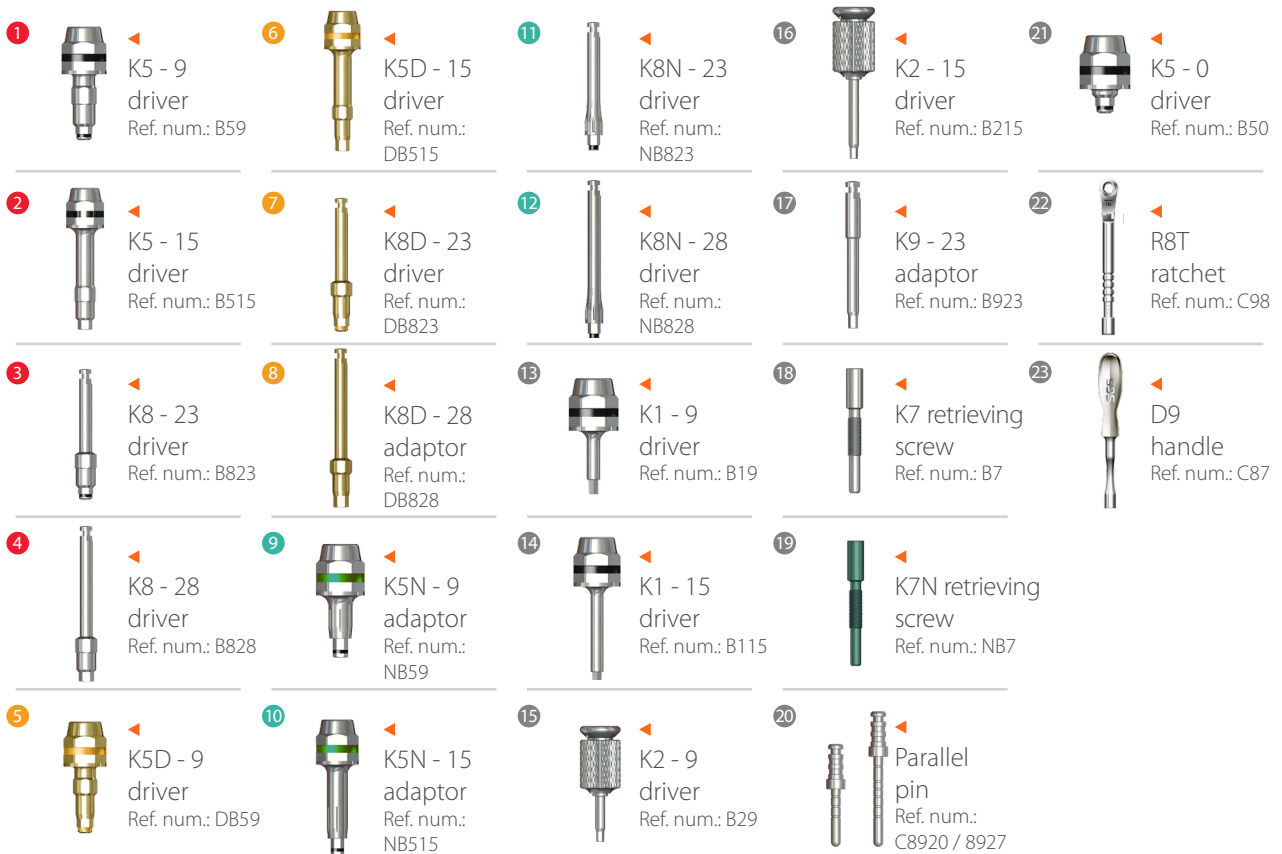 1
K5 - 9
driver
Ref. num.: B59
2
K5 - 15
driver
Ref. num.: B515
3
K8 - 23
driver
Ref. num.: B823
4
K8 - 28
driver
Ref. num.: B828
5
K5D - 9
driver
Ref. num.: DB59
6
K5D - 15
driver
Ref. num.:
DB515
7
K8D - 23
driver
Ref. num.:
DB823
8
K8D - 28
adaptor
Ref. num.:
DB828
9
K5N - 9
adaptor
Ref. num.:
NB59
10
K5N - 15
adaptor
Ref. num.:
NB515
11
K8N - 23
driver
Ref. num.:
NB823
12
K8N - 28
driver
Ref. num.:
NB828
13
K1 - 9
driver
Ref. num.: B19
14
K1 - 15
driver
Ref. num.: B115
15
K2 - 9
driver
Ref. num.: B29
16
K2 - 15
driver
Ref. num.: B215
17
K9 - 23
adaptor
Ref. num.: B923
18
K7 retrieving
screw
Ref. num.: B7
19
K7N retrieving
screw
Ref. num.: NB7
20
Parallel
pin
Ref. num.:
C8920 / 8927
21
K5 - 0
driver
Ref. num.: B50
22
R8T
ratchet
Ref. num.: C98
23
SGS
D9
handle
Ref. num.: C87